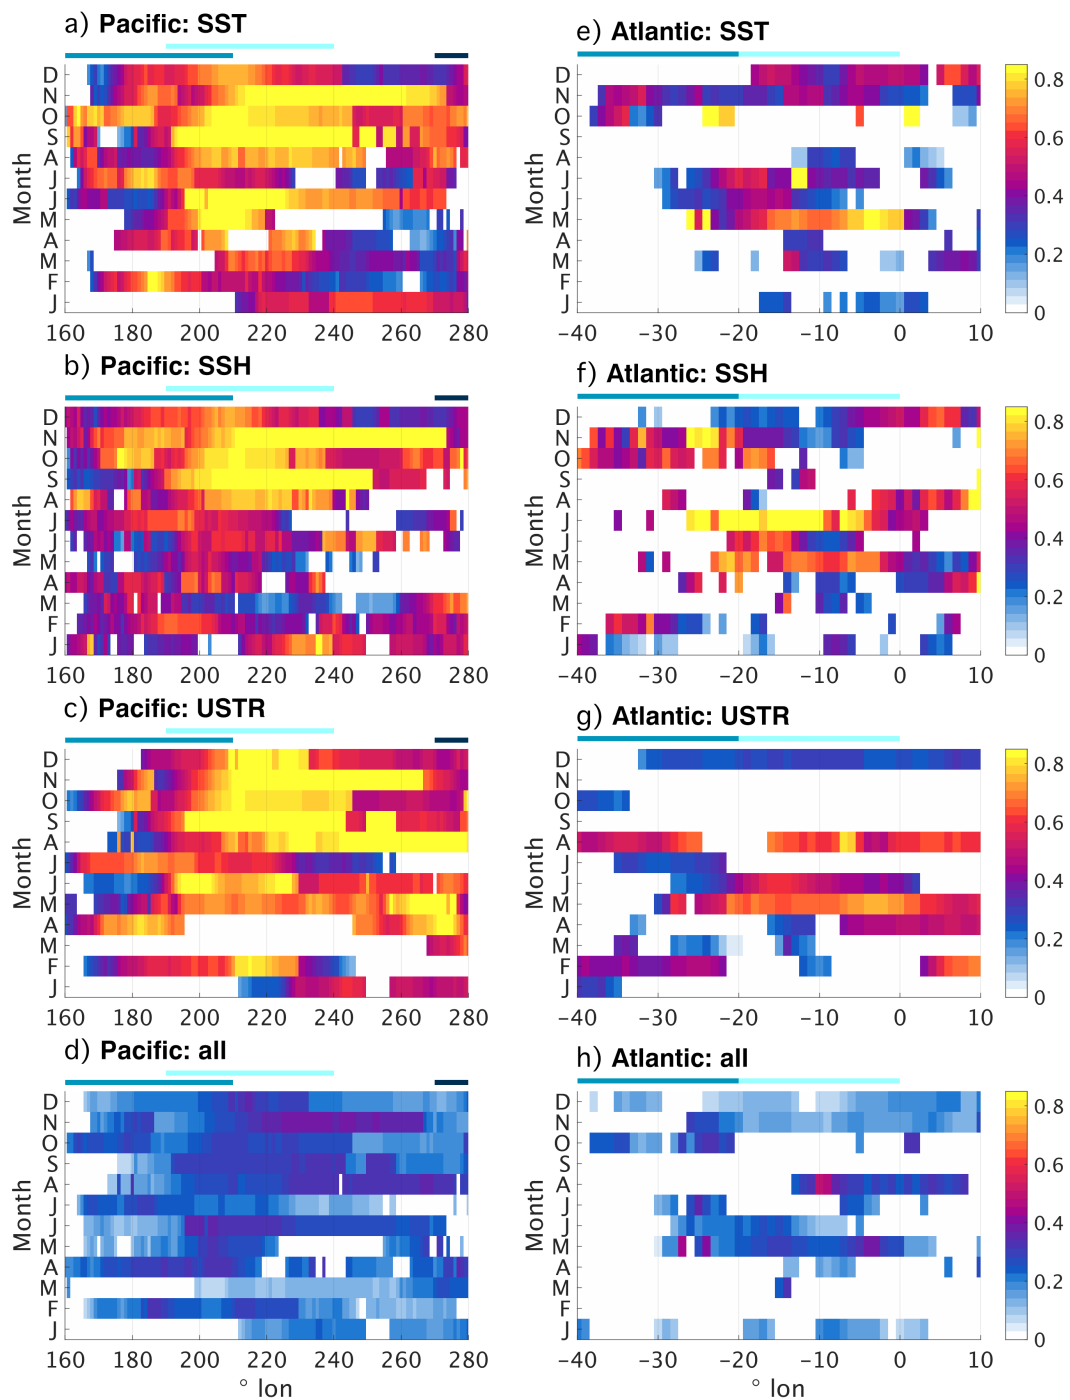 a) Pacific: SST
D
N
O
S
A
J
J
M
A
M
F
J
Month
160 180 200 220 240 260 280
e) Atlantic: SST
D
N
O
S
A
J
J
M
A
M
F
J
Month
-40 -30 -20 -10 0 10
0.8
0.6
0.4
0.2
0
b) Pacific: SSH
D
N
O
S
A
J
J
M
A
M
F
J
Month
160 180 200 220 240 260 280
f) Atlantic: SSH
D
N
O
S
A
J
J
M
A
M
F
J
Month
-40 -30 -20 -10 0 10
0.8
0.6
0.4
0.2
0
c) Pacific: USTR
D
N
O
S
A
J
J
M
A
M
F
J
Month
160 180 200 220 240 260 280
g) Atlantic: USTR
D
N
O
S
A
J
J
M
A
M
F
J
Month
-40 -30 -20 -10 0 10
0.8
0.6
0.4
0.2
0
d) Pacific: all
D
N
O
S
A
J
J
M
A
M
F
J
Month
160 180 200 220 240 260 280
° lon
h) Atlantic: all
D
N
O
S
A
J
J
M
A
M
F
J
Month
-40 -30 -20 -10 0 10
° lon
0.8
0.6
0.4
0.2
0